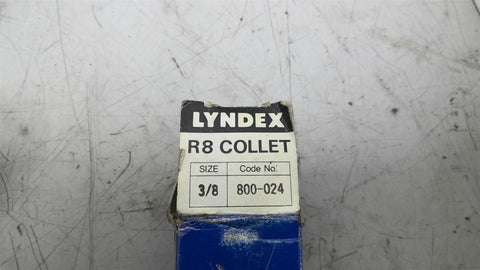 LYNDEX
R8 COLLET
SIZE Code No.
3/8 800-024